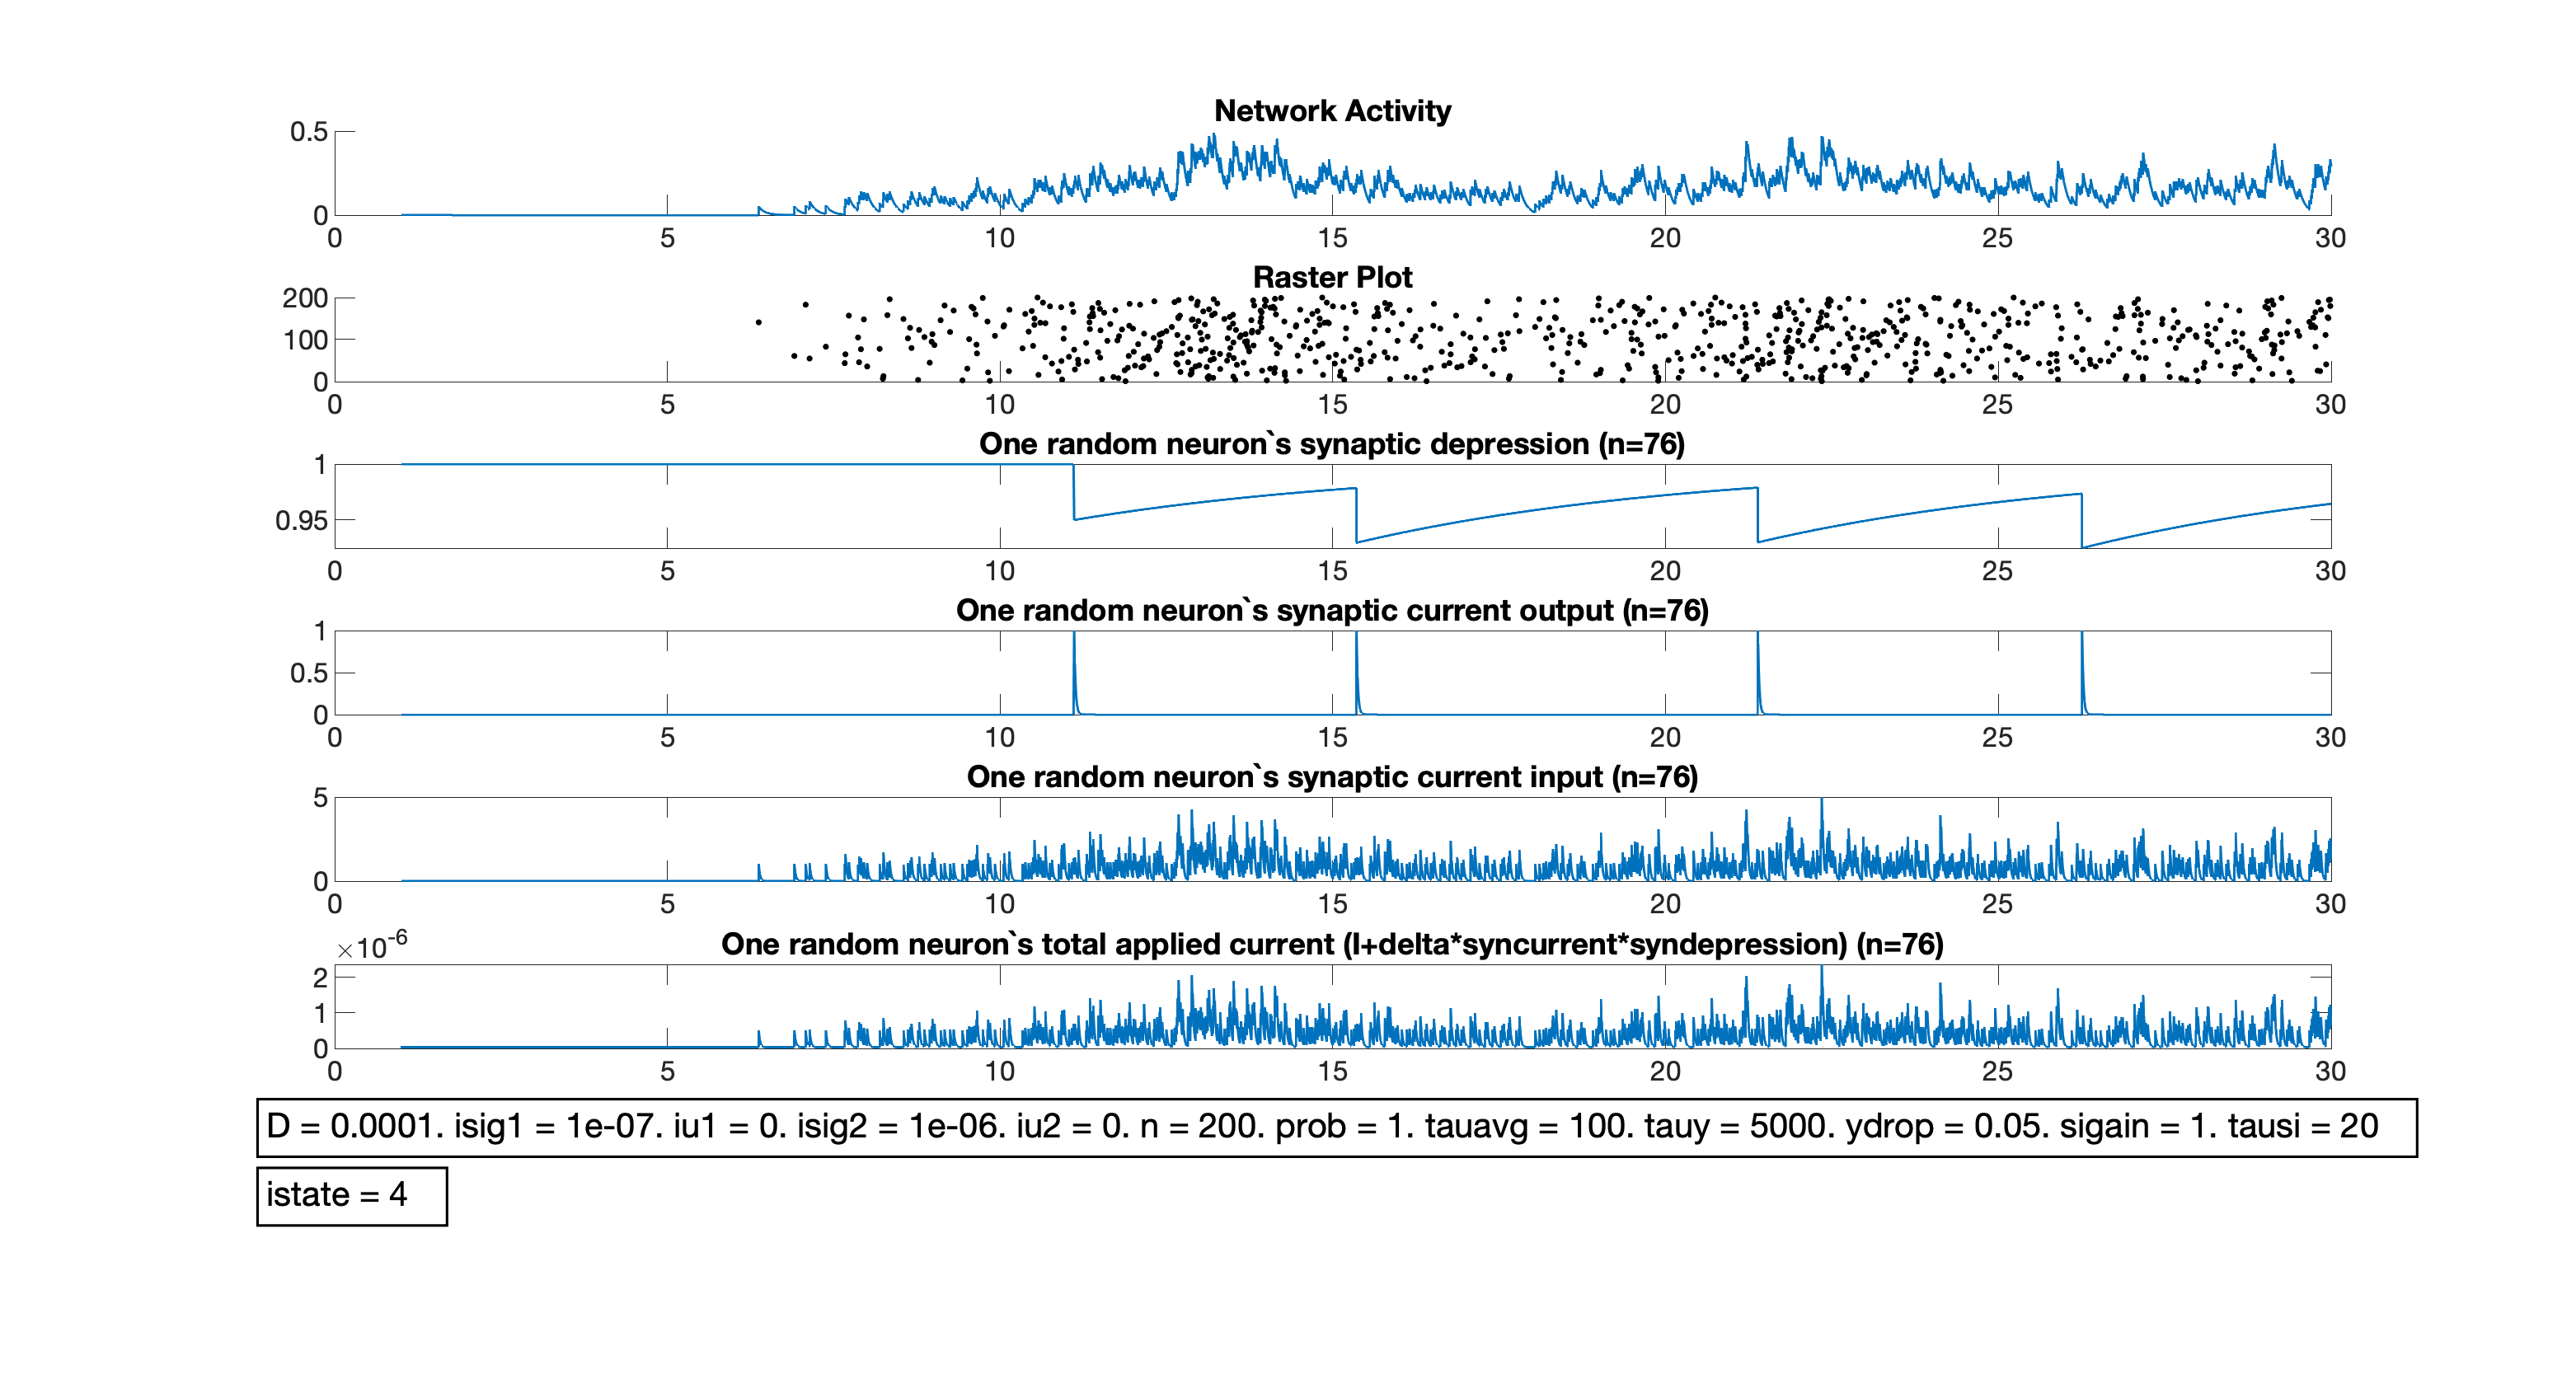 Network Activity
0.5
0
0 5 10 15 20 25 30
Raster Plot
200
100
0
0 5 10 15 20 25 30
One random neuron`s synaptic depression (n=76)
1
0.95
0 5 10 15 20 25 30
One random neuron`s synaptic current output (n=76)
1
0.5
0
0 5 10 15 20 25 30
One random neuron`s synaptic current input (n=76)
5
0
0 5 10 15 20 25 30
×10-6
One random neuron`s total applied current (I+delta*syncurrent*syndepression) (n=76)
2
1
0
0 5 10 15 20 25 30
D = 0.0001. isig1 = 1e-07. iu1 = 0. isig2 = 1e-06. iu2 = 0. n = 200. prob = 1. tauavg = 100. tauy = 5000. ydrop = 0.05. sigain = 1. tausi = 20
istate = 4